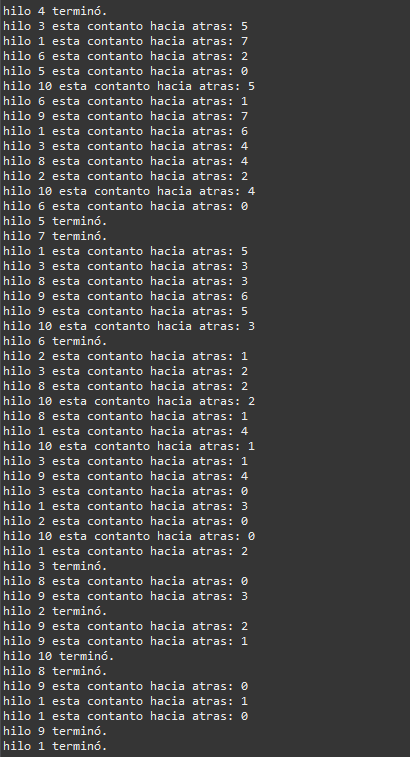 hilo 4 terminó.
hilo 3 esta contanto hacia atras: 5
hilo 1 esta contanto hacia atras: 7
hilo 6 esta contanto hacia atras: 2
hilo 5 esta contanto hacia atras: 0
hilo 10 esta contanto hacia atras: 5
hilo 6 esta contanto hacia atras: 1
hilo 9 esta contanto hacia atras: 7
hilo 1 esta contanto hacia atras: 6
hilo 3 esta contanto hacia atras: 4
hilo 8 esta contanto hacia atras: 4
hilo 2 esta contanto hacia atras: 2
hilo 10 esta contanto hacia atras: 4
hilo 6 esta contanto hacia atras: 0
hilo 5 terminó.
hilo 7 terminó.
hilo 1 esta contanto hacia atras: 5
hilo 3 esta contanto hacia atras: 3
hilo 8 esta contanto hacia atras: 3
hilo 9 esta contanto hacia atras: 6
hilo 9 esta contanto hacia atras: 5
hilo 10 esta contanto hacia atras: 3
hilo 6 terminó.
hilo 2 esta contanto hacia atras: 1
hilo 3 esta contanto hacia atras: 2
hilo 8 esta contanto hacia atras: 2
hilo 10 esta contanto hacia atras: 2
hilo 8 esta contanto hacia atras: 1
hilo 1 esta contanto hacia atras: 4
hilo 10 esta contanto hacia atras: 1
hilo 3 esta contanto hacia atras: 1
hilo 9 esta contanto hacia atras: 4
hilo 3 esta contanto hacia atras: 0
hilo 1 esta contanto hacia atras: 3
hilo 2 esta contanto hacia atras: 0
hilo 10 esta contanto hacia atras: 0
hilo 1 esta contanto hacia atras: 2
hilo 3 terminó.
hilo 8 esta contanto hacia atras: 0
hilo 9 esta contanto hacia atras: 3
hilo 2 terminó.
hilo 9 esta contanto hacia atras: 2
hilo 9 esta contanto hacia atras: 1
hilo 10 terminó.
hilo 8 terminó.
hilo 9 esta contanto hacia atras: 0
hilo 1 esta contanto hacia atras: 1
hilo 1 esta contanto hacia atras: 0
hilo 9 terminó.
hilo 1 terminó.